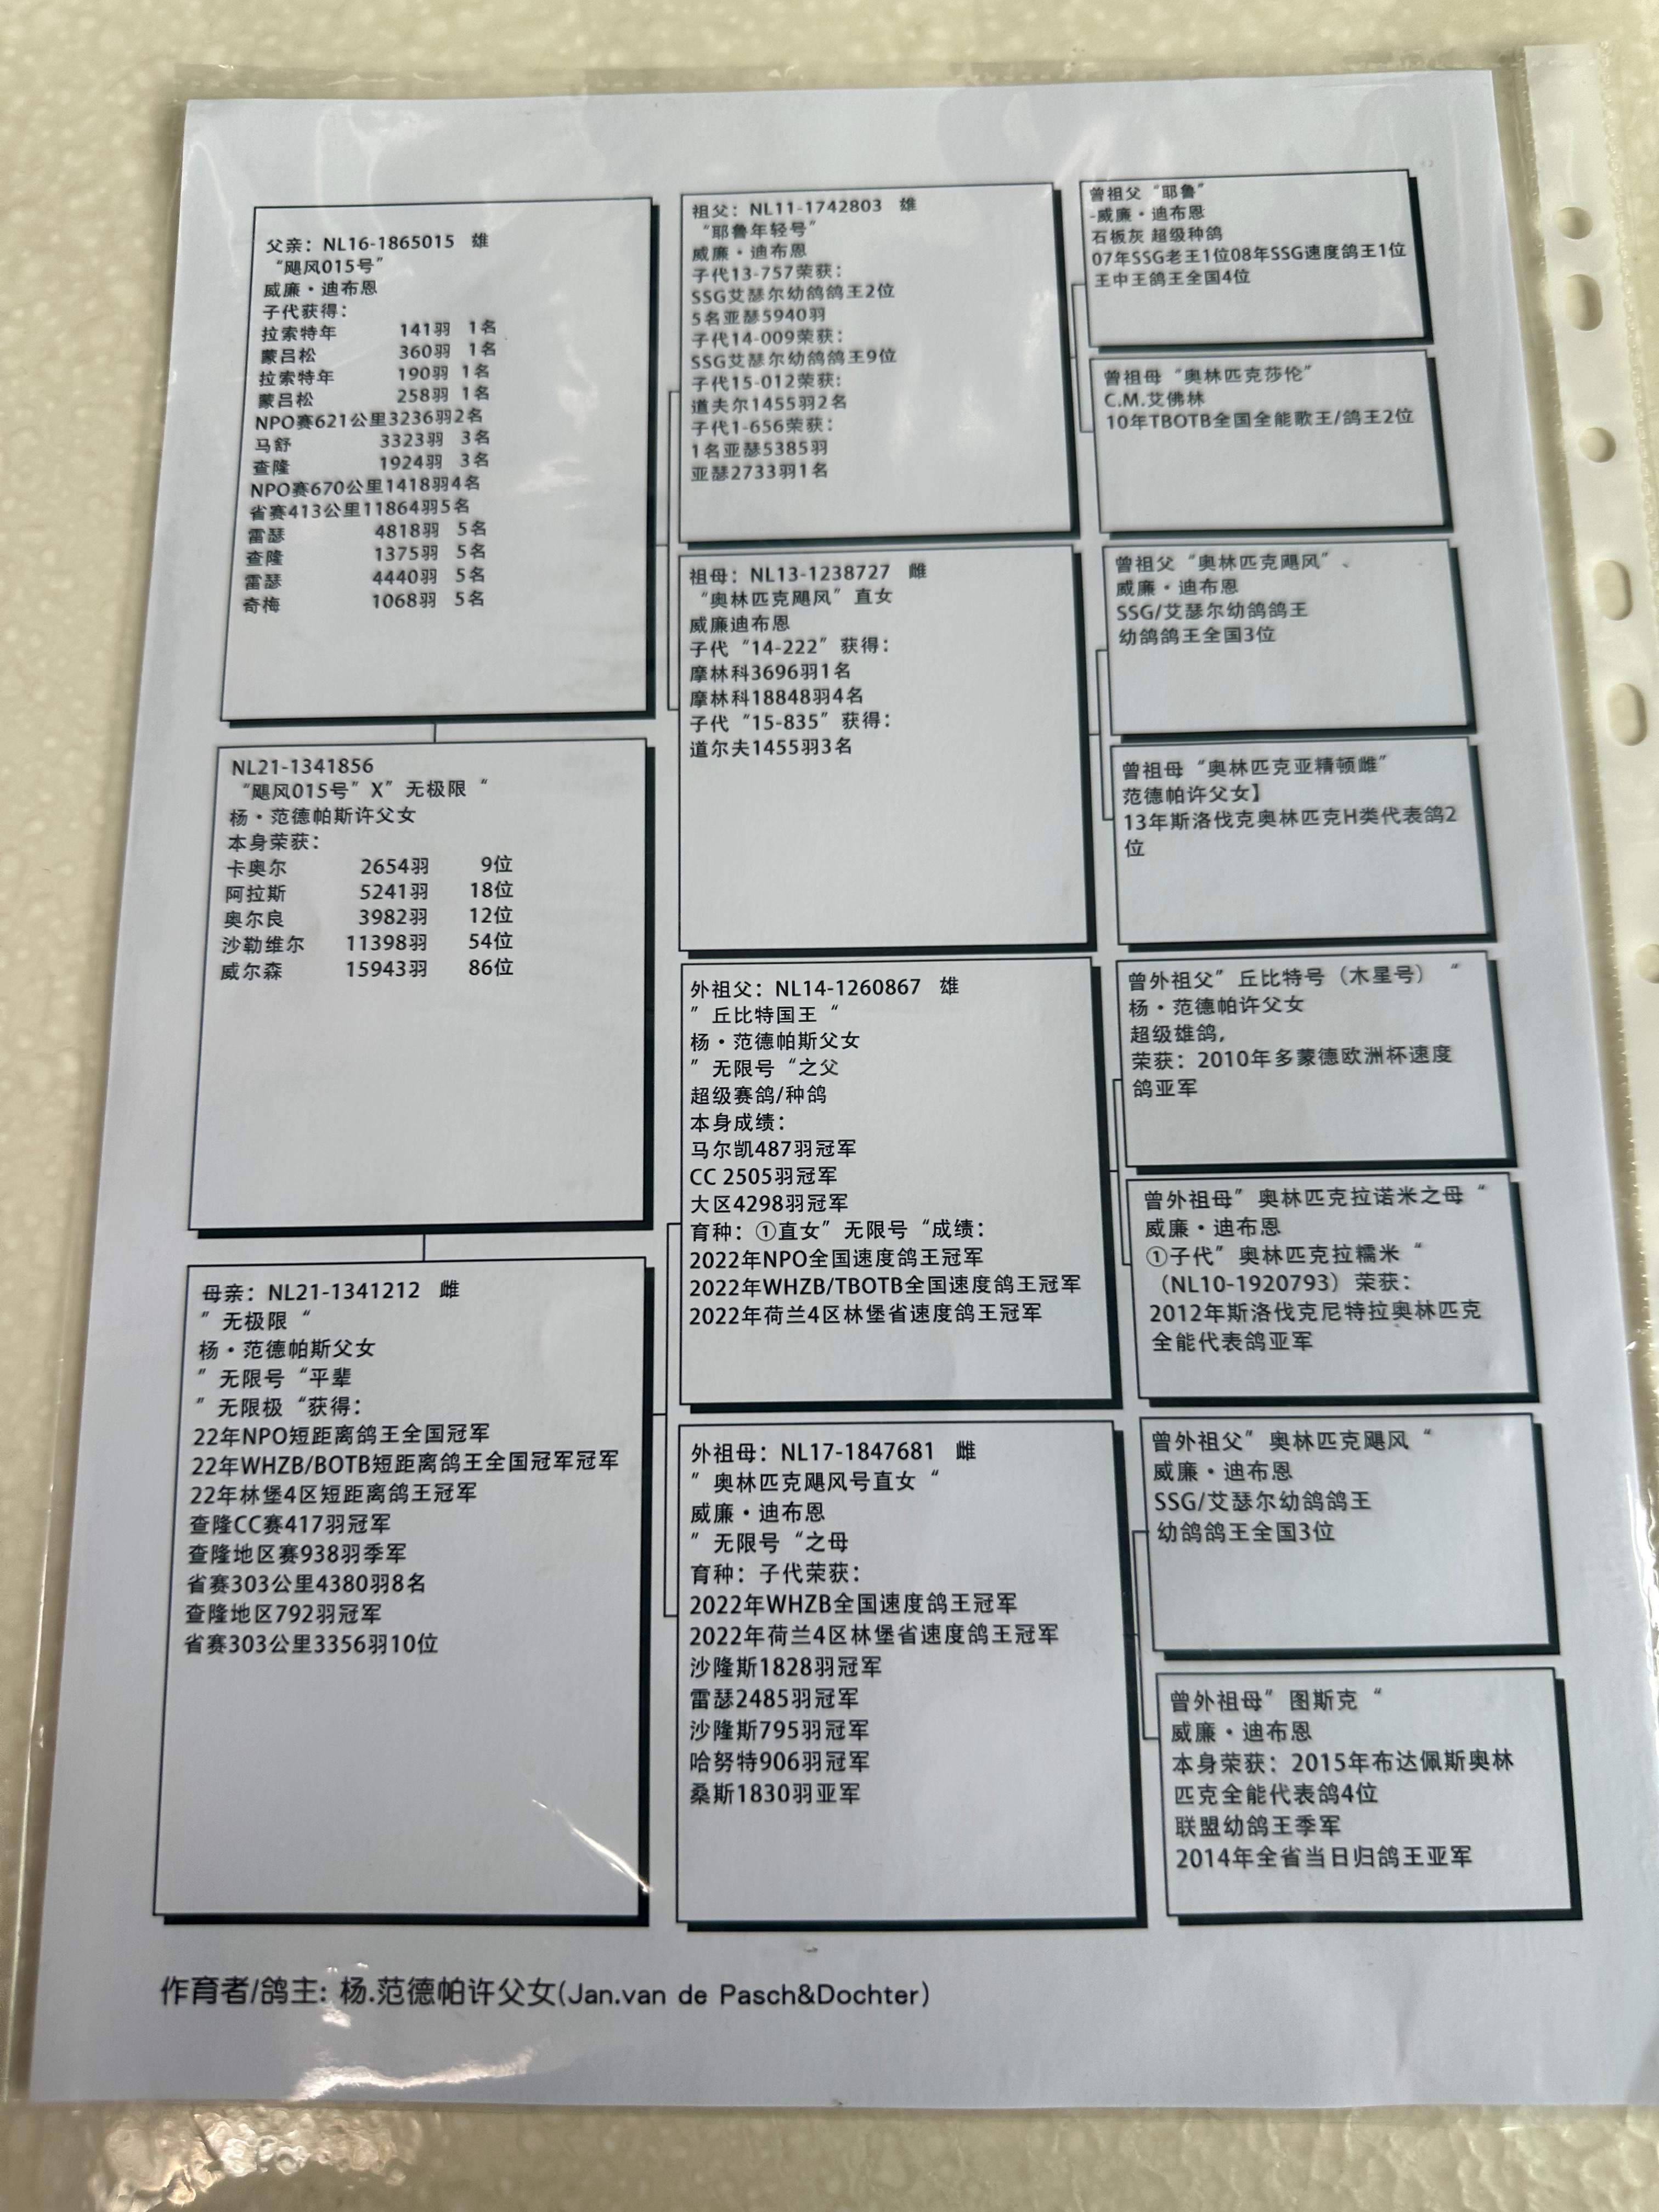 父亲：NL16-1865015 雄
“飓风015号”
威廉·迪布恩
子代获得：
拉索特年 141羽 1名
蒙吕松 360羽 1名
拉索特年 190羽 1名
蒙吕松 258羽 1名
NPO赛621公里3236羽2名
马舒 3323羽 3名
查隆 1924羽 3名
NPO赛670公里1418羽4名
省赛413公里11864羽5名
雷瑟 4818羽 5名
查隆 1375羽 5名
雷瑟 4440羽 5名
奇梅 1068羽 5名
NL21-1341856
“飓风015号”X”无极限“
杨·范德帕斯许父女
本身荣获：
卡奥尔 2654羽 9位
阿拉斯 5241羽 18位
奥尔良 3982羽 12位
沙勒维尔 11398羽 54位
威尔森 15943羽 86位
母亲：NL21-1341212 雌
”无极限“
杨·范德帕斯父女
”无限号“平辈
”无限极“获得：
22年NPO短距离鸽王全国冠军
22年WHZB/BOTB短距离鸽王全国冠军冠军
22年林堡4区短距离鸽王冠军
查隆CC赛417羽冠军
查隆地区赛938羽季军
省赛303公里4380羽8名
查隆地区792羽冠军
省赛303公里3356羽10位
祖父：NL11-1742803 雄
“耶鲁年轻号”
威廉·迪布恩
子代13-757荣获：
SSG艾瑟尔幼鸽鸽王2位
5名亚瑟5940羽
子代14-009荣获：
SSG艾瑟尔幼鸽鸽王9位
子代15-012荣获：
道夫尔1455羽2名
子代1-656荣获：
1名亚瑟5385羽
亚瑟2733羽1名
祖母：NL13-1238727 雌
“奥林匹克飓风”直女
威廉迪布恩
子代“14-222”获得：
摩林科3696羽1名
摩林科18848羽4名
子代“15-835”获得：
道尔夫1455羽3名
外祖父：NL14-1260867 雄
”丘比特国王“
杨·范德帕斯父女
”无限号“之父
超级赛鸽/种鸽
本身成绩：
马尔凯487羽冠军
CC 2505羽冠军
大区4298羽冠军
育种：①直女”无限号“成绩：
2022年NPO全国速度鸽王冠军
2022年WHZB/TBOTB全国速度鸽王冠军
2022年荷兰4区林堡省速度鸽王冠军
外祖母：NL17-1847681 雌
”奥林匹克飓风号直女“
威廉·迪布恩
”无限号“之母
育种：子代荣获：
2022年WHZB全国速度鸽王冠军
2022年荷兰4区林堡省速度鸽王冠军
沙隆斯1828羽冠军
雷瑟2485羽冠军
沙隆斯795羽冠军
哈努特906羽冠军
桑斯1830羽亚军
曾祖父“耶鲁”
-威廉·迪布恩
石板灰 超级种鸽
07年SSG老王1位08年SSG速度鸽王1位
王中王鸽王全国4位
曾祖母“奥林匹克莎伦”
C.M.艾佛林
10年TBOTB全国全能歌王/鸽王2位
曾祖父“奥林匹克飓风”
威廉·迪布恩
SSG/艾瑟尔幼鸽鸽王
幼鸽鸽王全国3位
曾祖母“奥林匹克亚精顿雌”
范德帕许父女】
13年斯洛伐克奥林匹克H类代表鸽2
位
曾外祖父”丘比特号（木星号）“
杨·范德帕许父女
超级雄鸽，
荣获：2010年多蒙德欧洲杯速度
鸽亚军
曾外祖母”奥林匹克拉诺米之母“
威廉·迪布恩
①子代”奥林匹克拉糯米“
（NL10-1920793）荣获：
2012年斯洛伐克尼特拉奥林匹克
全能代表鸽亚军
曾外祖父”奥林匹克飓风“
威廉·迪布恩
SSG/艾瑟尔幼鸽鸽王
幼鸽鸽王全国3位
曾外祖母”图斯克“
威廉·迪布恩
本身荣获：2015年布达佩斯奥林
匹克全能代表鸽4位
联盟幼鸽王季军
2014年全省当日归鸽王亚军
作育者/鸽主: 杨.范德帕许父女(Jan.van de Pasch&Dochter)